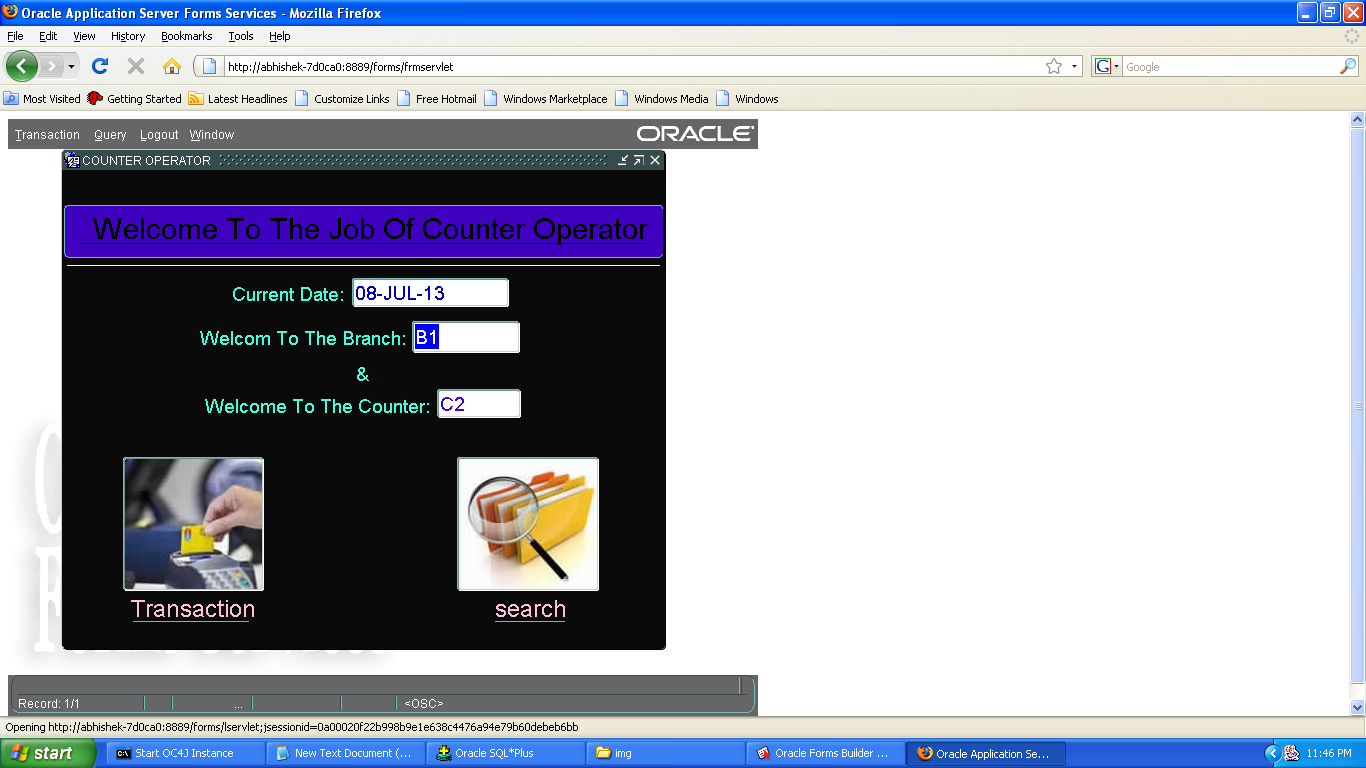 Oracle Application Server Forms Services - Mozilla Firefox
File Edit View History Bookmarks Tools Help
http://abhishek-7d0ca0:8889/forms/frmservlet
G Google
Most Visited Getting Started Latest Headlines Customize Links Free Hotmail Windows Marketplace Windows Media Windows
Transaction Query Logout Window ORACLE
COUNTER OPERATOR
Welcome To The Job Of Counter Operator
Current Date: 08-JUL-13
Welcom To The Branch: B1
&
Welcome To The Counter: C2
Transaction search
Record: 1/1 ... <OSC>
Opening http://abhishek-7d0ca0:8889/forms/lservlet;jsessionid=0a00020f22b998b9e1e638c4476a94e79b60debeb6bb
start Start OC4J Instance New Text Document (... Oracle SQL*Plus img Oracle Forms Builder ... Oracle Application Se... 11:46 PM